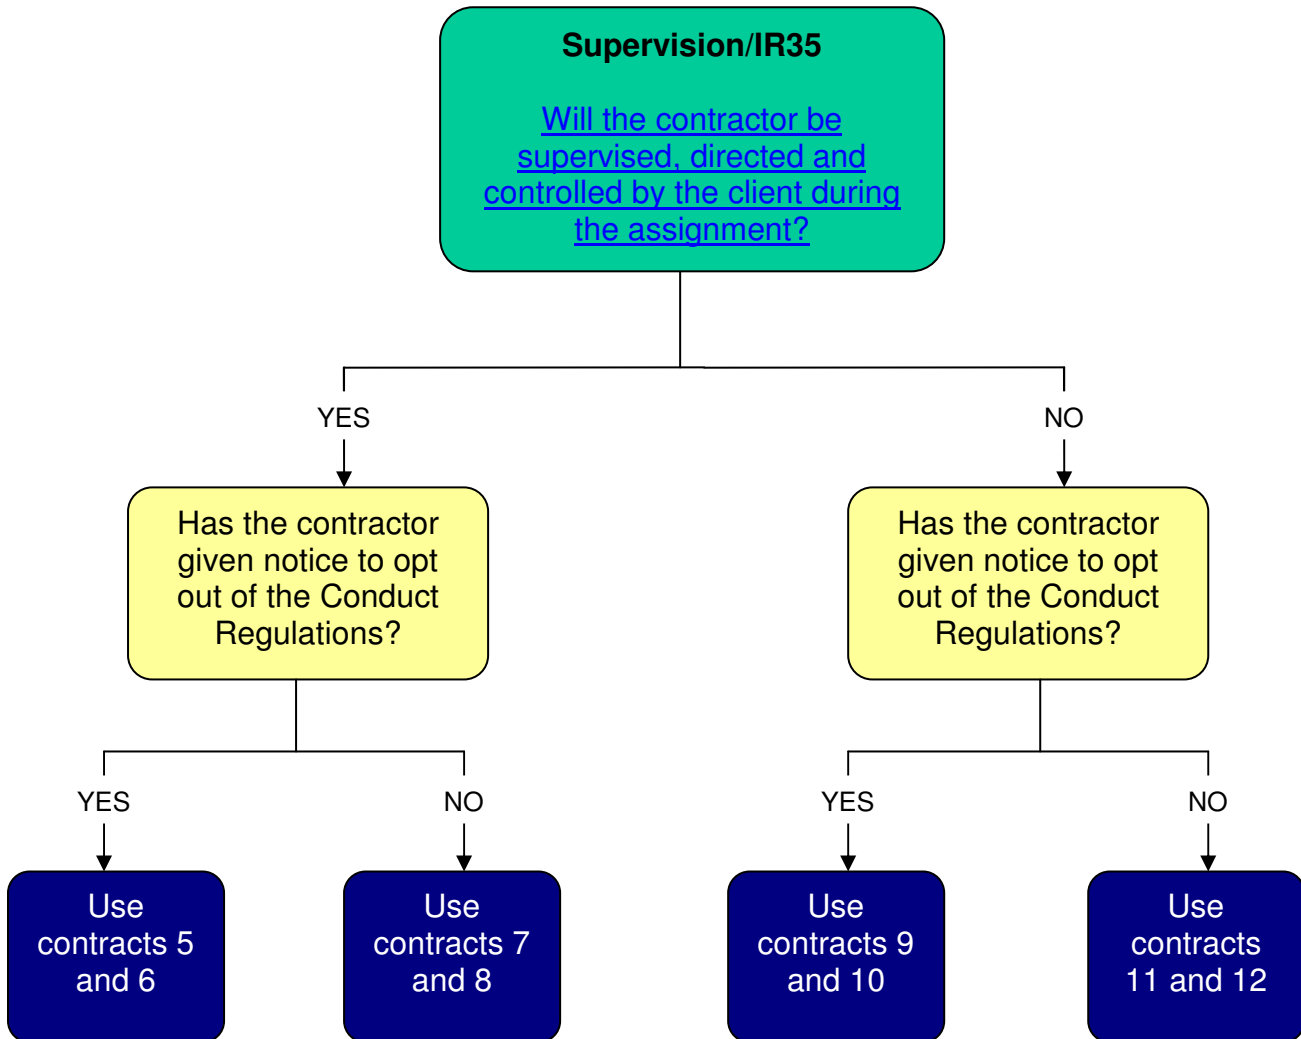 Supervision/IR35
Will the contractor be
supervised, directed and
controlled by the client during
the assignment?
YES
NO
Has the contractor
given notice to opt
out of the Conduct
Regulations?
Has the contractor
given notice to opt
out of the Conduct
Regulations?
YES
NO
YES
NO
Use
contracts 5
and 6
Use
contracts 7
and 8
Use
contracts 9
and 10
Use
contracts
11 and 12